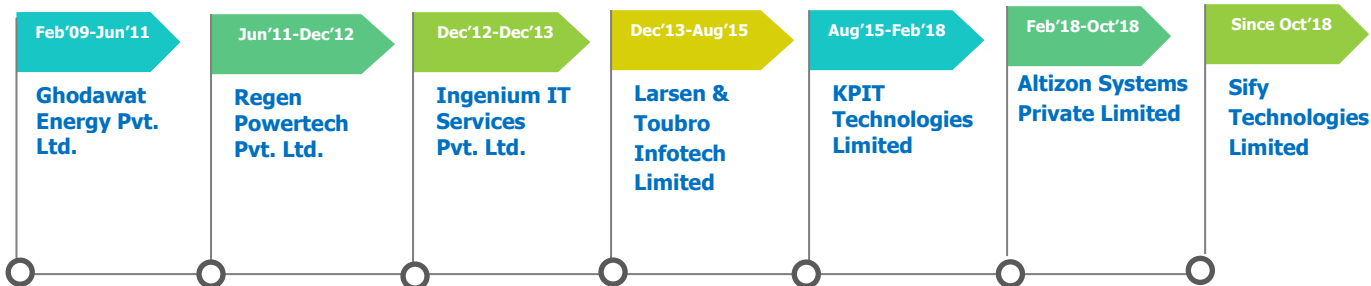 Feb'09-Jun'11
Ghodawat
Energy Pvt.
Ltd.
Jun'11-Dec'12
Regen
Powertech
Pvt. Ltd.
Dec'12-Dec'13
Ingenium IT
Services
Pvt. Ltd.
Dec'13-Aug'15
Larsen &
Toubro
Infotech
Limited
Aug'15-Feb'18
KPIT
Technologies
Limited
Feb'18-Oct'18
Altizon Systems
Private Limited
Since Oct'18
Sify
Technologies
Limited